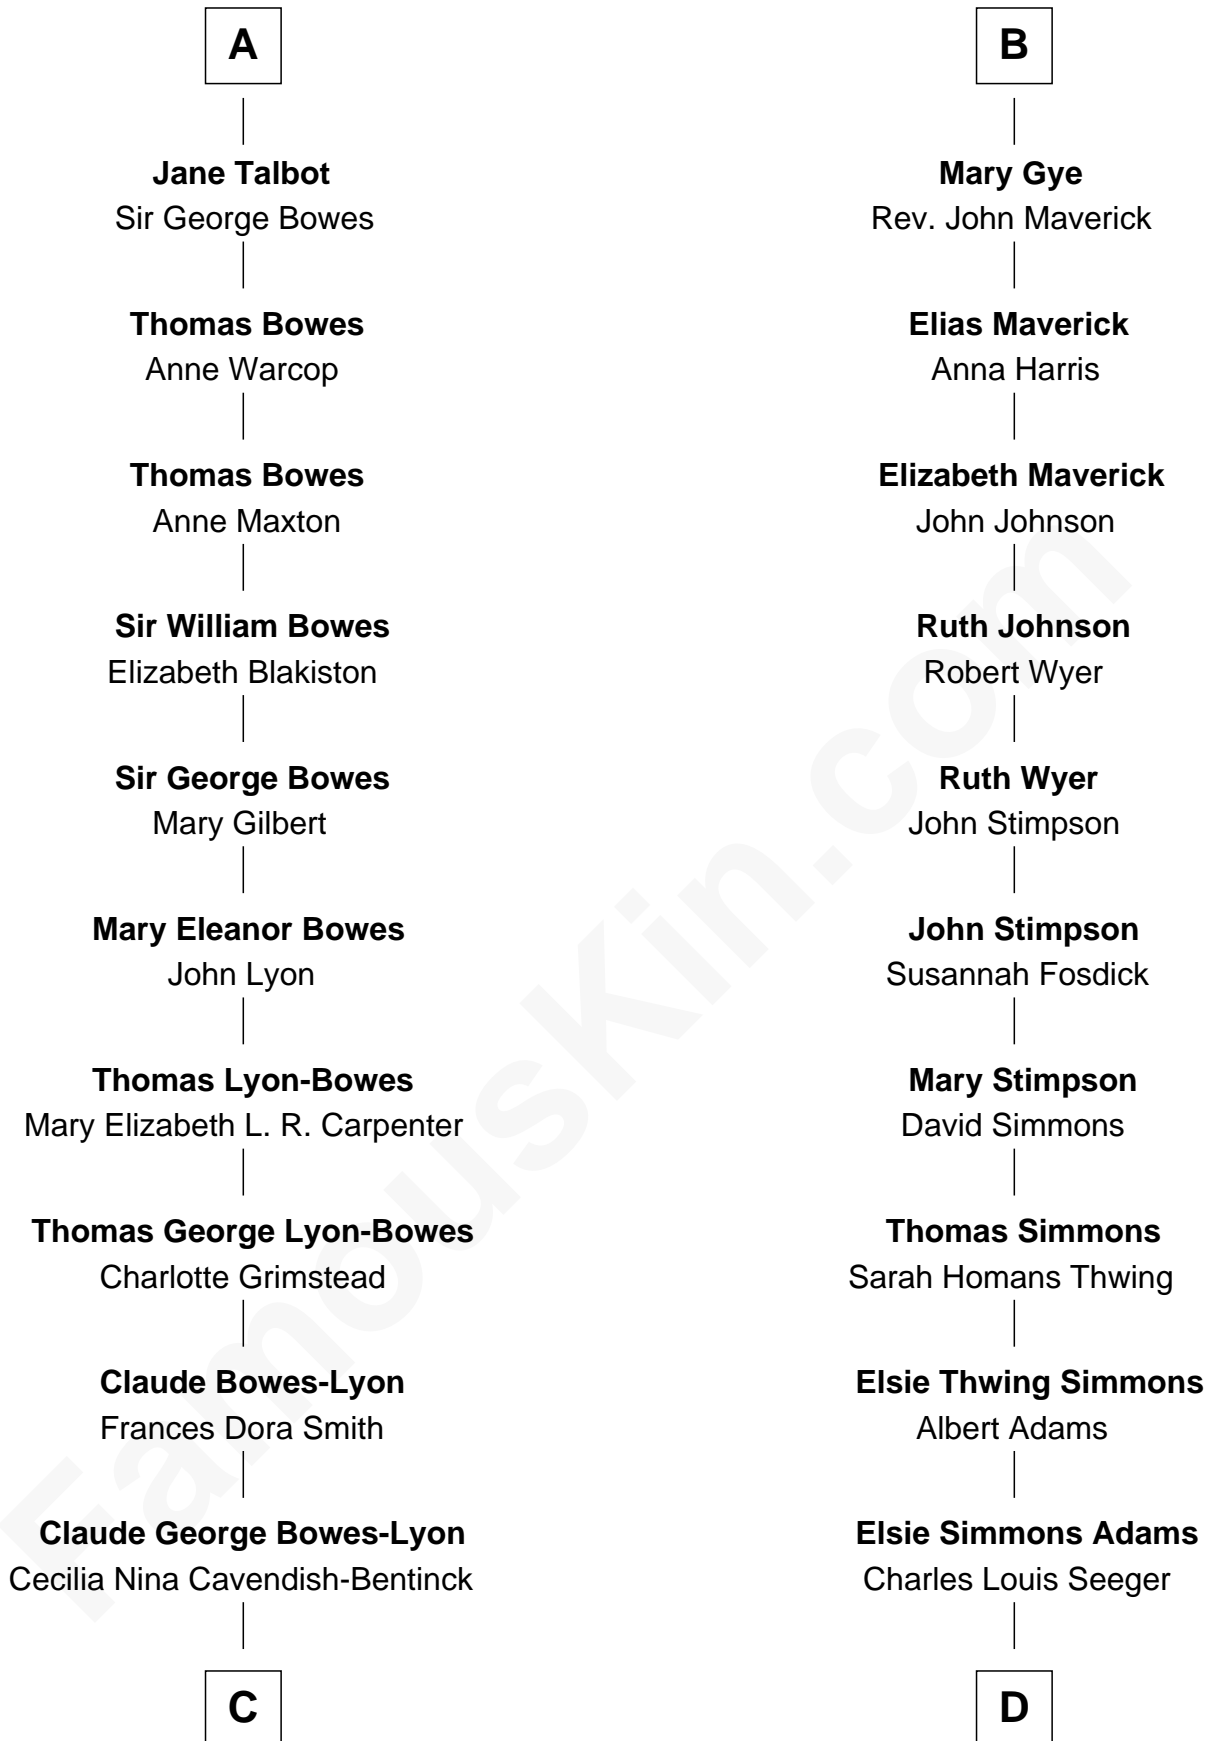 A
Jane Talbot
Sir George Bowes
Thomas Bowes
Anne Warcop
Thomas Bowes
Anne Maxton
Sir William Bowes
Elizabeth Blakiston
Sir George Bowes
Mary Gilbert
Mary Eleanor Bowes
John Lyon
Thomas Lyon-Bowes
Mary Elizabeth L. R. Carpenter
Thomas George Lyon-Bowes
Charlotte Grimstead
Claude Bowes-Lyon
Frances Dora Smith
Claude George Bowes-Lyon
Cecilia Nina Cavendish-Bentinck
C
B
Mary Gye
Rev. John Maverick
Elias Maverick
Anna Harris
Elizabeth Maverick
John Johnson
Ruth Johnson
Robert Wyer
Ruth Wyer
John Stimpson
John Stimpson
Susannah Fosdick
Mary Stimpson
David Simmons
Thomas Simmons
Sarah Homans Thwing
Elsie Thwing Simmons
Albert Adams
Elsie Simmons Adams
Charles Louis Seeger
D
FamousKin.com